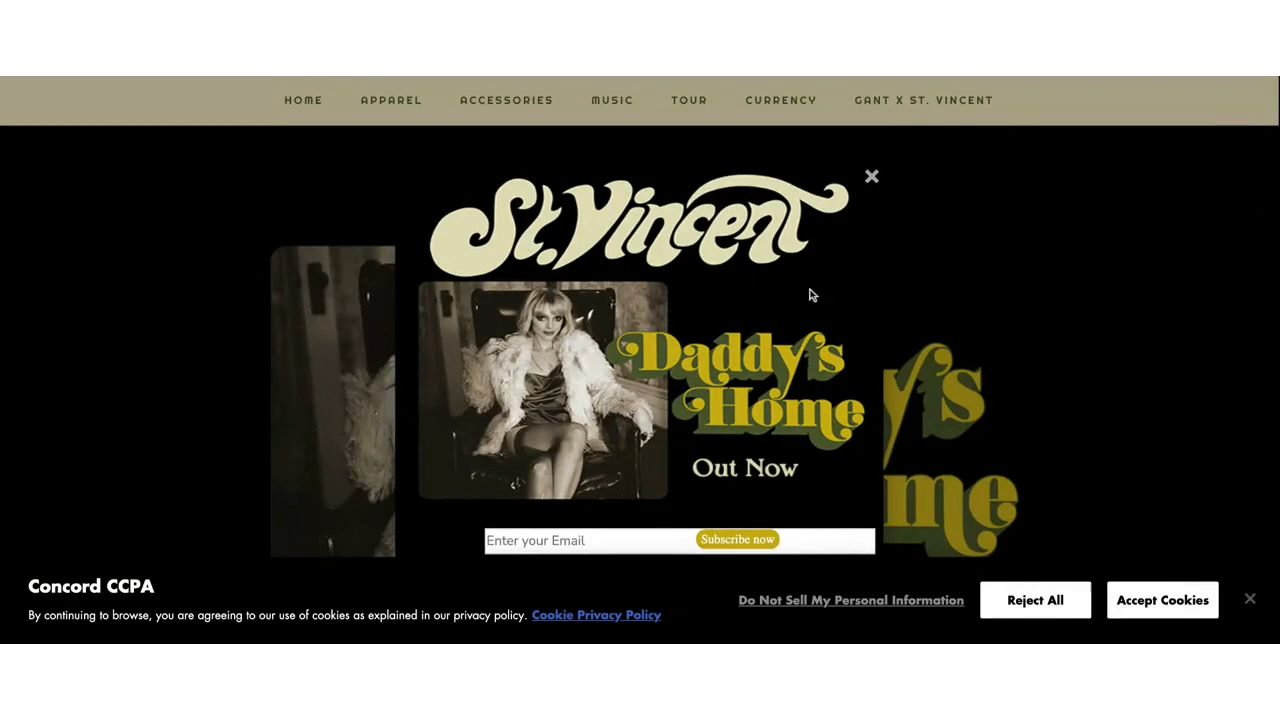 HOME APPAREL ACCESSORIES MUSIC TOUR CURRENCY GANT X ST. VINCENT
St. Vincent
Daddy's
Home
Out Now
y's
me
Enter your Email Subscribe now
Concord CCPA
By continuing to browse, you are agreeing to our use of cookies as explained in our privacy policy. Cookie Privacy Policy
Do Not Sell My Personal Information
Reject All
Accept Cookies